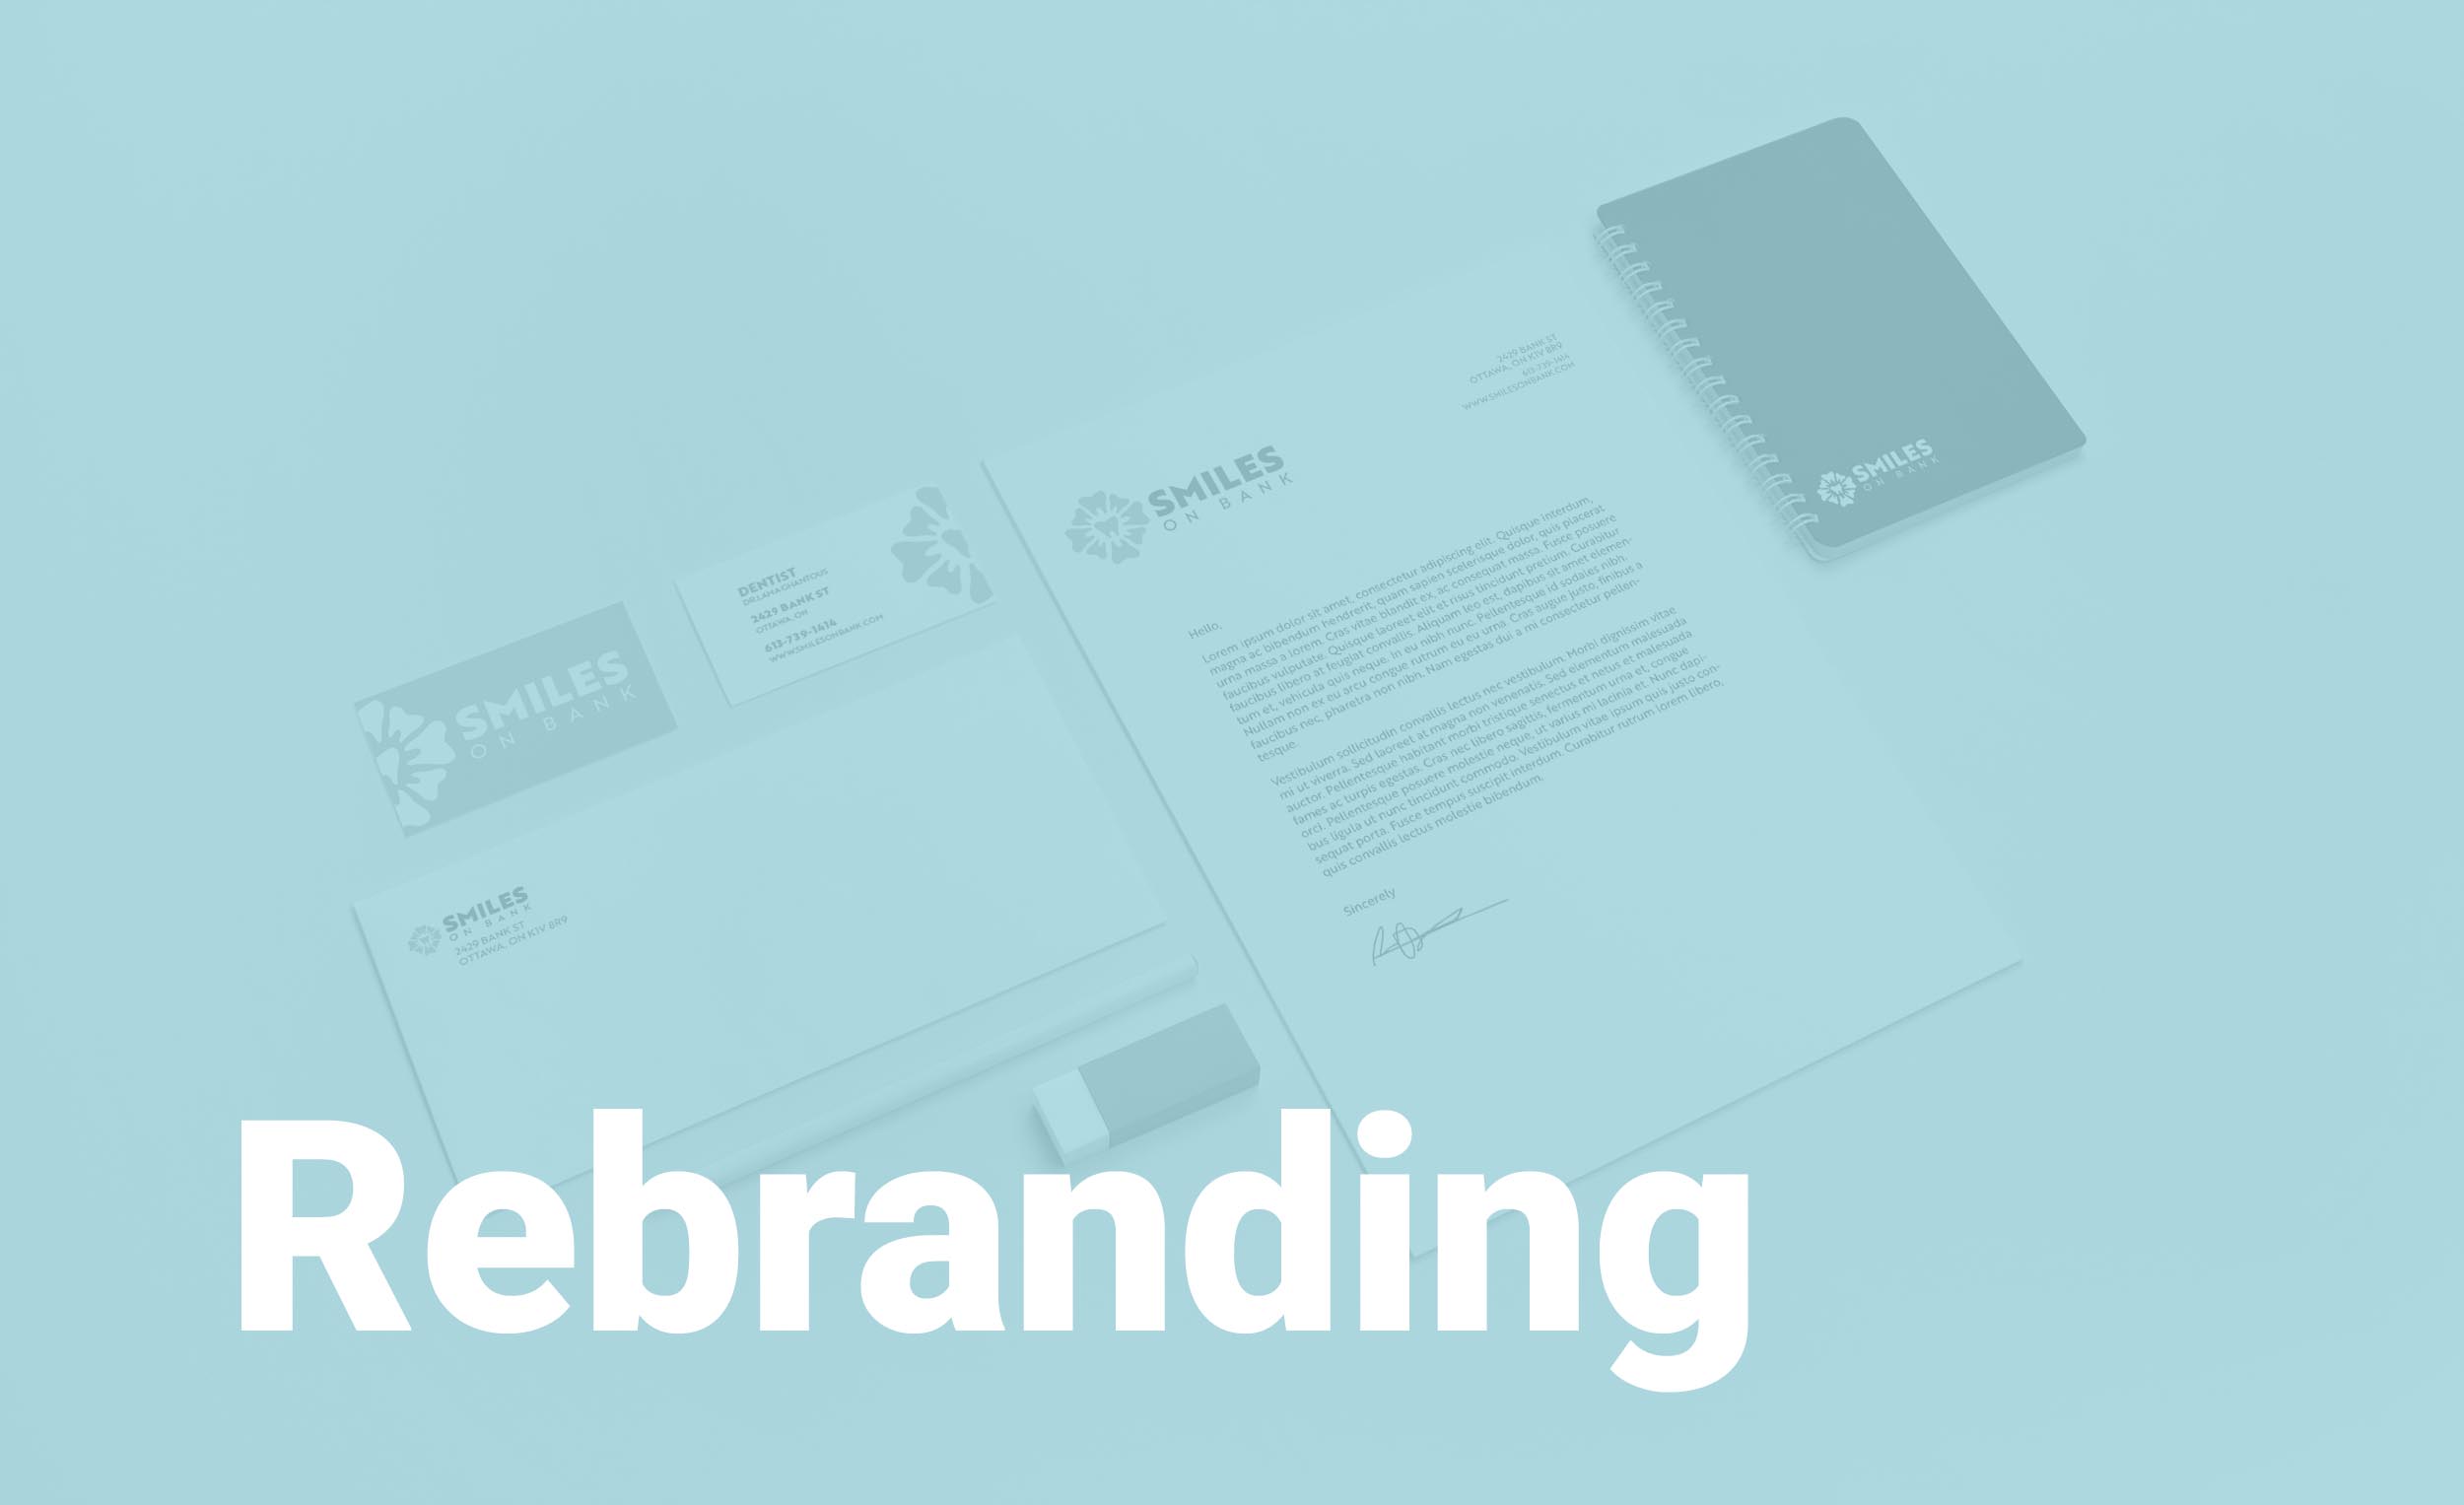 2429 BANK ST
OTTAWA, ON K1V 8R9
613-739-1414
WWW.SMILESONBANK.COM
SMILES
ON BANK
Hello,
Lorem ipsum dolor sit amet, consectetur adipiscing elit. Quisque interdum,
magna ac bibendum hendrerit, quam sapien scelerisque dolor, quis placerat
urna massa a lorem. Cras vitae blandit ex, ac consequat massa. Fusce posuere
faucibus vulputate. Quisque laoreet elit et risus tincidunt pretium. Curabitur
faucibus libero at feugiat convallis. Aliquam leo est, dapibus sit amet elemen-
tum et, vehicula quis neque. In eu nibh nunc. Pellentesque id sodales nibh.
Nullam non ex eu arcu congue rutrum eu eu urna. Cras augue justo, finibus a
faucibus nec, pharetra non nibn. Nam egestas dui a mi consectetur pellen-
tesque.
Vestibulum sollicitudin convallis lectus nec vestibulum. Morbi dignissim vitae
mi ut viverra. Sed laoreet at magna non venenatis. Sed elementum malesuada
auctor. Pellentesque habitant morbi tristique senectus et netus et malesuada
fames ac turpis egestas. Cras nec libero sagittis, fermentum urna et, congue
orci. Pellentesque posuere molestie neque, ut varius mi lacinia et. Nunc dapi-
bus ligula ut nunc tincidunt commodo. Vestibulum vitae ipsum quis justo con-
sequat porta. Fusce tempus suscipit interdum. Curabitur rutrum lorem libero,
quis convallis lectus molestie bibendum.
Sincerely
SMILES
ON BANK
DENTIST
DR.LAMA GHANTOUS
2429 BANK ST
OTTAWA, ON
613-739-1414
WWW.SMILESONBANK.COM
SMILES
ON BANK
SMILES
ON BANK
2429 BANK ST
OTTAWA, ON K1V 8R9
Rebranding